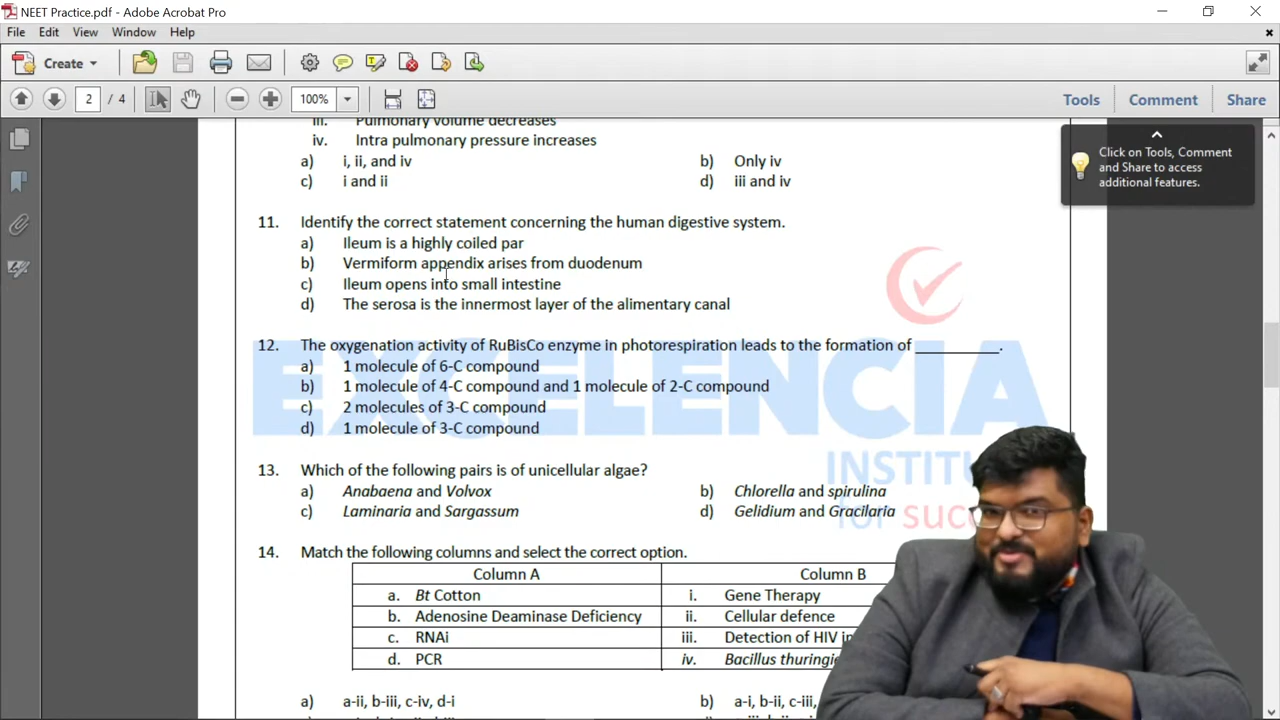 NEET Practice.pdf - Adobe Acrobat Pro
File Edit View Window Help
Create
2 / 4 100% Tools Comment Share
iii. Pulmonary volume decreases
iv. Intra pulmonary pressure increases
a) i, ii, and iv b) Only iv
c) i and ii d) iii and iv
Click on Tools, Comment
and Share to access
additional features.
11. Identify the correct statement concerning the human digestive system.
a) Ileum is a highly coiled par
b) Vermiform appendix arises from duodenum
c) Ileum opens into small intestine
d) The serosa is the innermost layer of the alimentary canal
12. The oxygenation activity of RuBisCo enzyme in photorespiration leads to the formation of __________.
a) 1 molecule of 6-C compound
b) 1 molecule of 4-C compound and 1 molecule of 2-C compound
c) 2 molecules of 3-C compound
d) 1 molecule of 3-C compound
EXCELENCIA
13. Which of the following pairs is of unicellular algae?
a) Anabaena and Volvox b) Chlorella and spirulina
c) Laminaria and Sargassum d) Gelidium and Gracilaria
for
14. Match the following columns and select the correct option.
Column A Column B
a. Bt Cotton i. Gene Therapy
b. Adenosine Deaminase Deficiency ii. Cellular defence
c. RNAi iii. Detection of HIV
d. PCR iv. Bacillus
a) a-ii, b-iii, c-iv, d-i b) a-i, b-ii, c-iii,